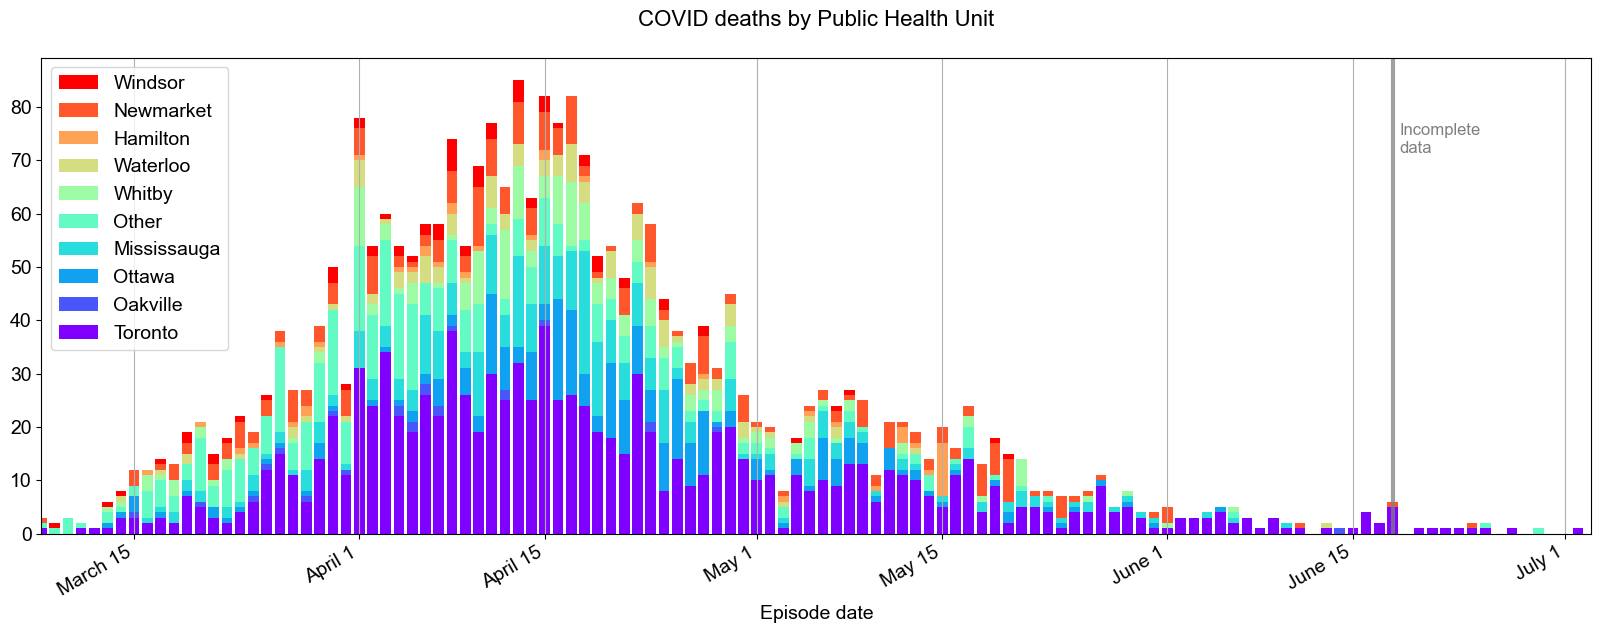 COVID deaths by Public Health Unit
Windsor
Newmarket
Hamilton
Waterloo
Whitby
Other
Mississauga
Ottawa
Oakville
Toronto
Incomplete
data
80
70
60
50
40
30
20
10
0
March 15
April 1
April 15
May 1
May 15
June 1
June 15
July 1
Episode date